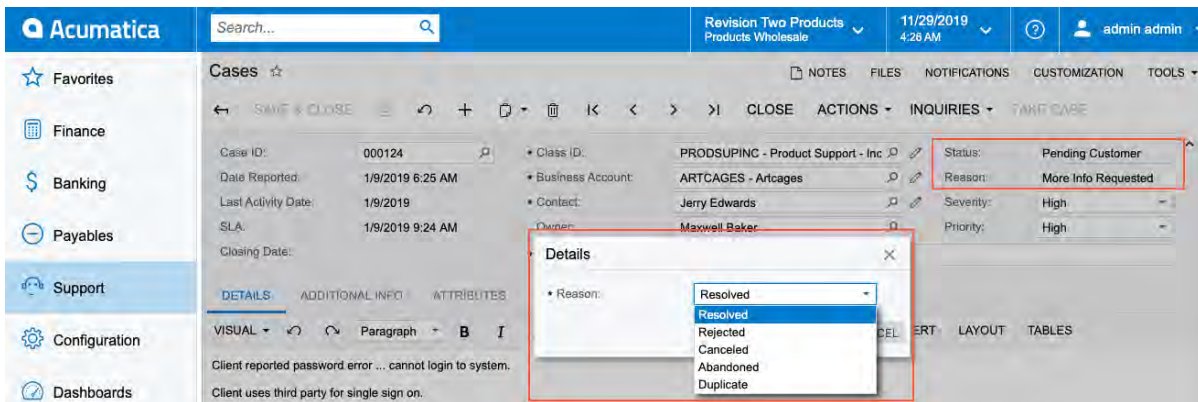 Acumatica
Search...
Revision Two Products
Products Wholesale
11/29/2019
4:26 AM
?
admin admin
Favorites
Finance
Banking
Payables
Support
Configuration
Dashboards
Cases
NOTES FILES NOTIFICATIONS CUSTOMIZATION TOOLS
SAVE & CLOSE CLOSE ACTIONS INQUIRIES TAKE CASE
Case ID: 000124
Date Reported: 1/9/2019 6:25 AM
Last Activity Date: 1/9/2019
SLA: 1/9/2019 9:24 AM
Closing Date:
Class ID: PRODSUPINC - Product Support - Inc
Business Account: ARTCAGES - Artcages
Contact: Jerry Edwards
Owner: Maxwell Baker
Status: Pending Customer
Reason: More Info Requested
Severity: High
Priority: High
Details
Reason: Resolved
Resolved
Rejected
Canceled
Abandoned
Duplicate
CEL
DETAILS ADDITIONAL INFO ATTRIBUTES
VISUAL Paragraph B I ERT LAYOUT TABLES
Client reported password error ... cannot login to system.
Client uses third party for single sign on.